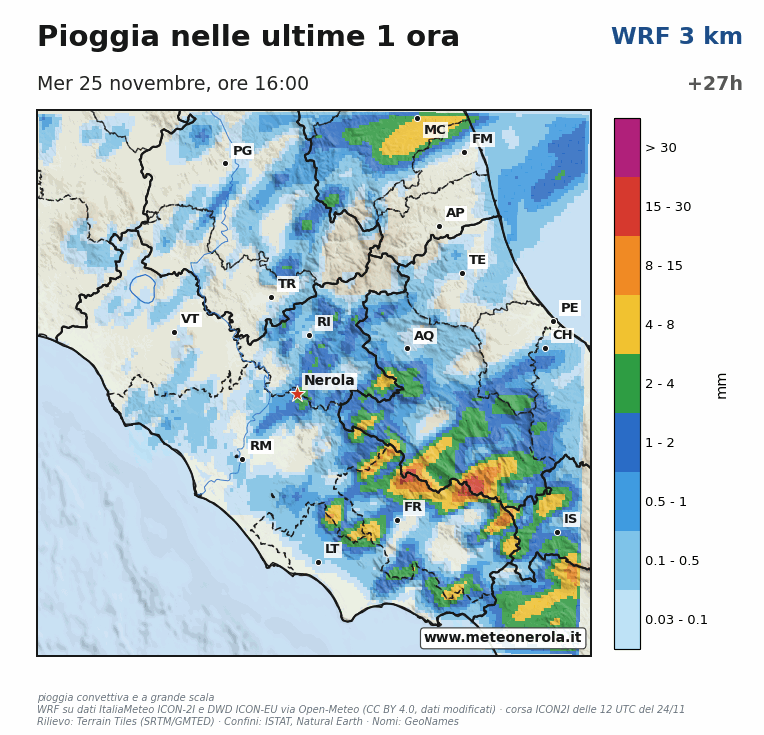 Pioggia nelle ultime 1 ora
WRF 3 km
Mer 25 novembre, ore 16:00
+27h
MC
FM
PG
AP
TE
TR
PE
VT
RI
AQ
CH
Nerola
RM
FR
IS
LT
www.meteonerola.it
> 30
15 - 30
8 - 15
4 - 8
2 - 4
1 - 2
0.5 - 1
0.1 - 0.5
0.03 - 0.1
mm
pioggia convettiva e a grande scala
WRF su dati ItaliaMeteo ICON-2I e DWD ICON-EU via Open-Meteo (CC BY 4.0, dati modificati) · corsa ICON2I delle 12 UTC del 24/11
Rilievo: Terrain Tiles (SRTM/GMTED) · Confini: ISTAT, Natural Earth · Nomi: GeoNames